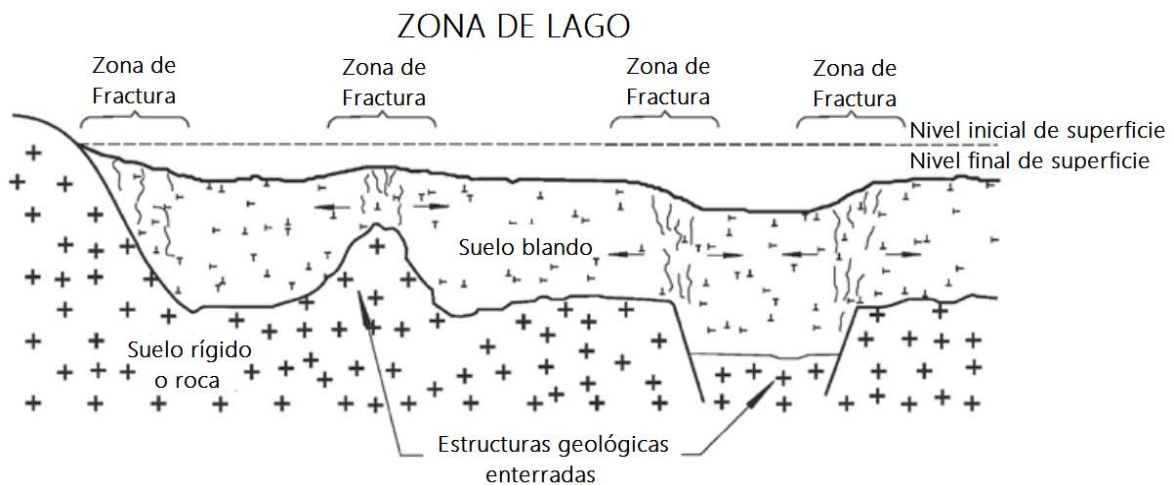 ZONA DE LAGO
Zona de
Fractura
Zona de
Fractura
Zona de
Fractura
Zona de
Fractura
Nivel inicial de superficie
Nivel final de superficie
Suelo blando
Suelo rígido
o roca
Estructuras geológicas
enterradas